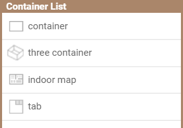 Container List
container
three container
indoor map
tab